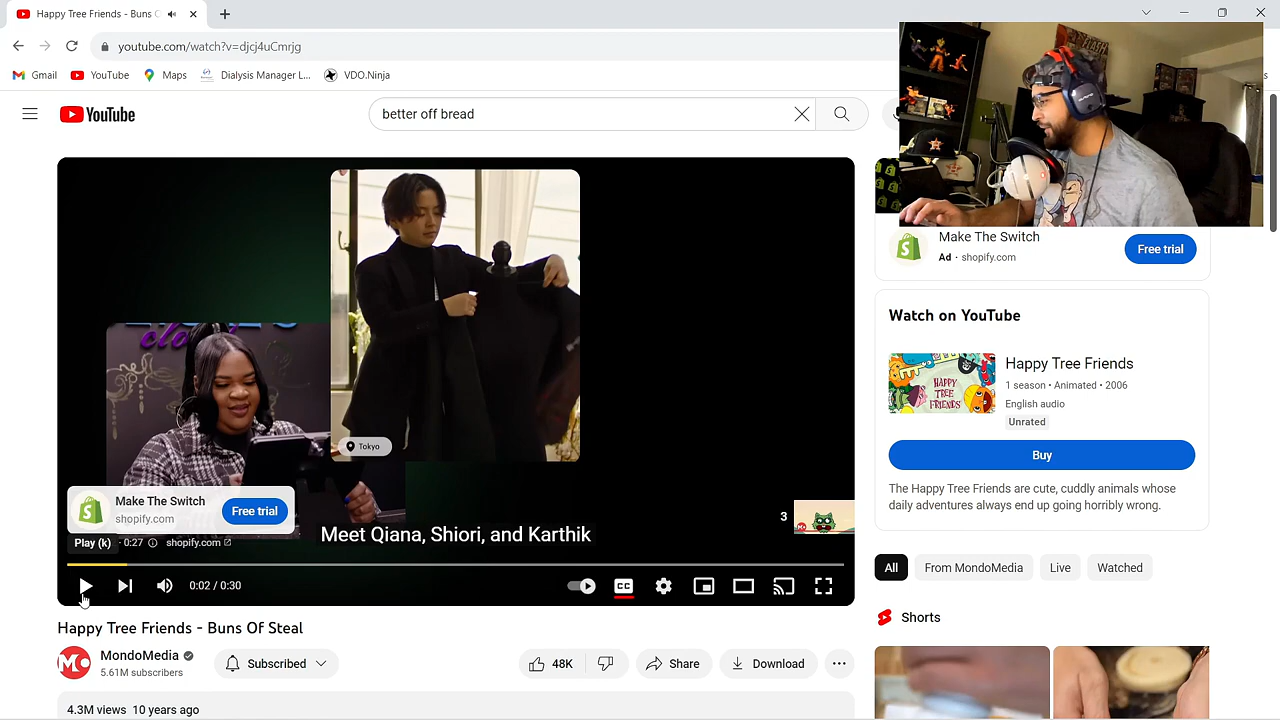 Happy Tree Friends - Buns O
youtube.com/watch?v=djcj4uCmrjg
Gmail
YouTube
Maps
Dialysis Manager L...
VDO.Ninja
YouTube
better off bread
Tokyo
Make The Switch
shopify.com
Free trial
Meet Qiana, Shiori, and Karthik
3
Play (k)
· 0:27
shopify.com
0:02 / 0:30
CC
Happy Tree Friends - Buns Of Steal
MondoMedia
5.61M subscribers
Subscribed
48K
Share
Download
4.3M views 10 years ago
Make The Switch
Ad · shopify.com
Free trial
Watch on YouTube
HAPPY
TREE
FRIENDS
Happy Tree Friends
1 season • Animated • 2006
English audio
Unrated
Buy
The Happy Tree Friends are cute, cuddly animals whose
daily adventures always end up going horribly wrong.
All
From MondoMedia
Live
Watched
Shorts